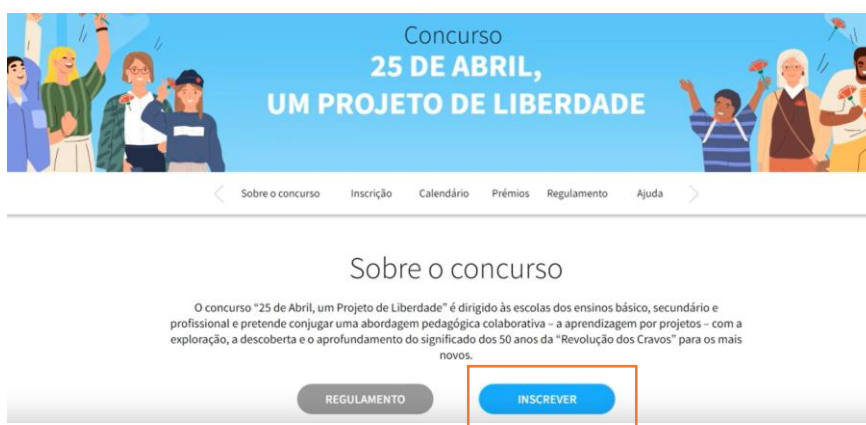 Concurso
25 DE ABRIL,
UM PROJETO DE LIBERDADE
Sobre o concurso Inscrição Calendário Prémios Regulamento Ajuda
Sobre o concurso
O concurso “25 de Abril, um Projeto de Liberdade” é dirigido às escolas dos ensinos básico, secundário e
profissional e pretende conjugar uma abordagem pedagógica colaborativa – a aprendizagem por projetos – com a
exploração, a descoberta e o aprofundamento do significado dos 50 anos da “Revolução dos Cravos” para os mais
novos.
REGULAMENTO INSCREVER